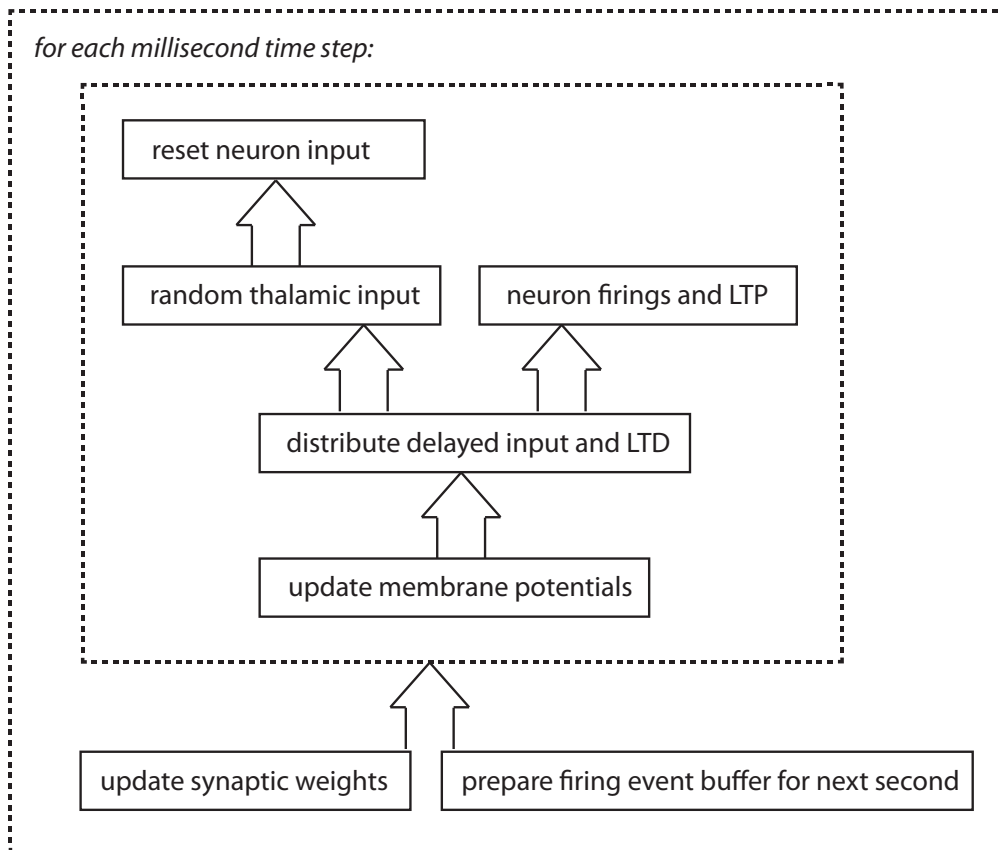 for each millisecond time step:
reset neuron input
random thalamic input
neuron firings and LTP
distribute delayed input and LTD
update membrane potentials
update synaptic weights
prepare firing event buffer for next second